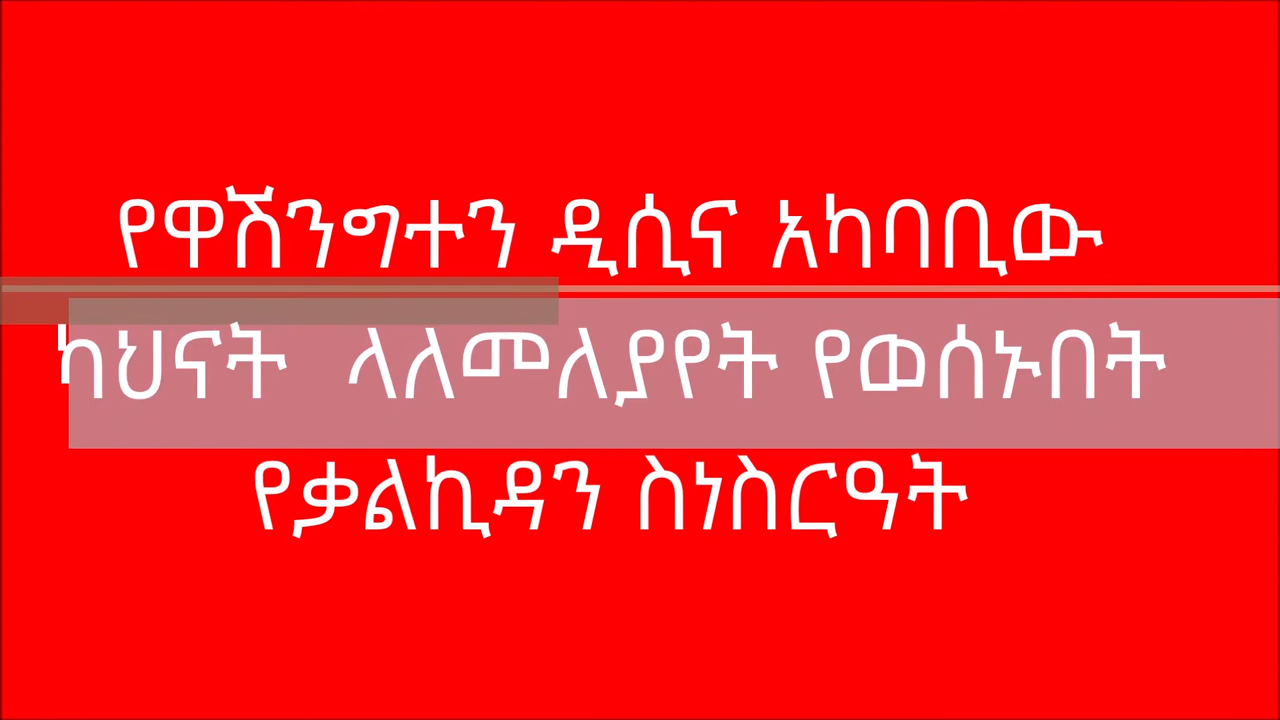 የዋሽንግተን ዲሲና አካባቢው
ካህናት ላለመለያየት የወሰኑበት
የቃልኪዳን ስነስርዓት